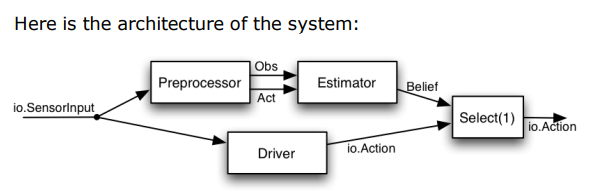 Here is the architecture of the system:
Obs
Preprocessor
Estimator
Act
Belief
io.SensorInput
Select(1)
io.Action
Driver
io.Action